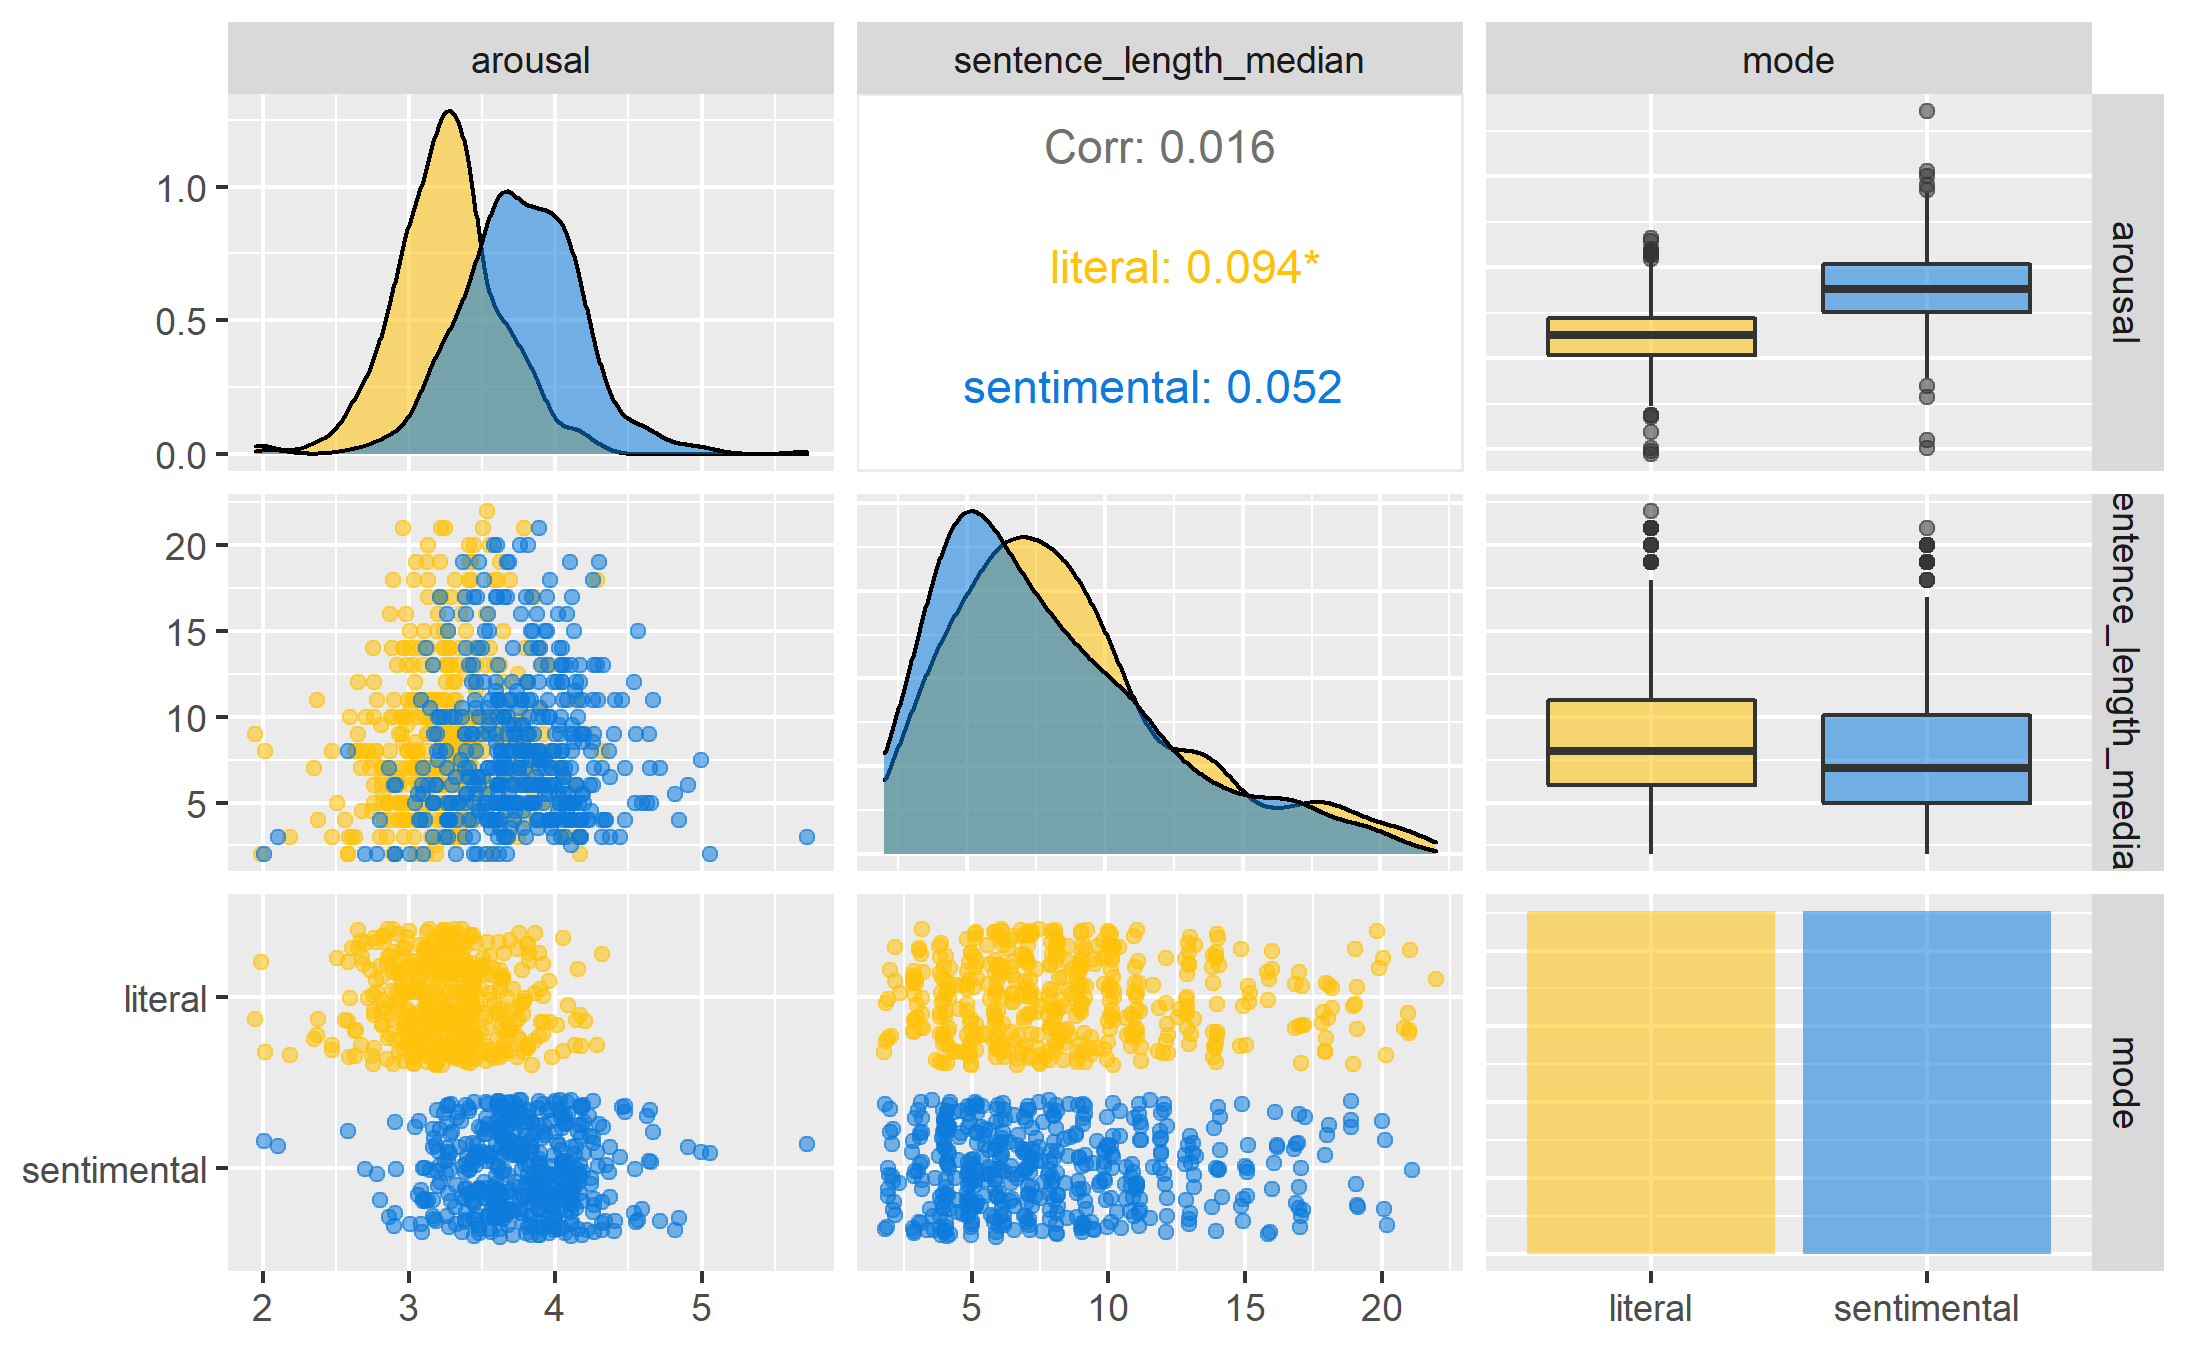 arousal
sentence_length_median
mode
Corr: 0.016
literal: 0.094*
sentimental: 0.052
1.0
0.5
0.0
arousal
20
15
10
5
entence_length_media
literal
sentimental
mode
2 3 4 5
5 10 15 20
literal sentimental